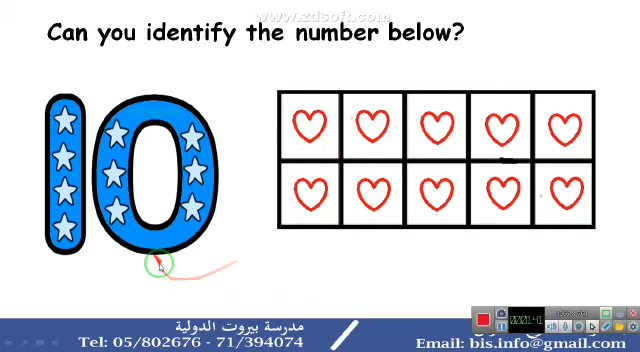 www.zdsoft.com
Can you identify the number below?
10
مدرسة بيروت الدولية
Tel: 05/802676 - 71/394074
Email: bis.info@gmail.com